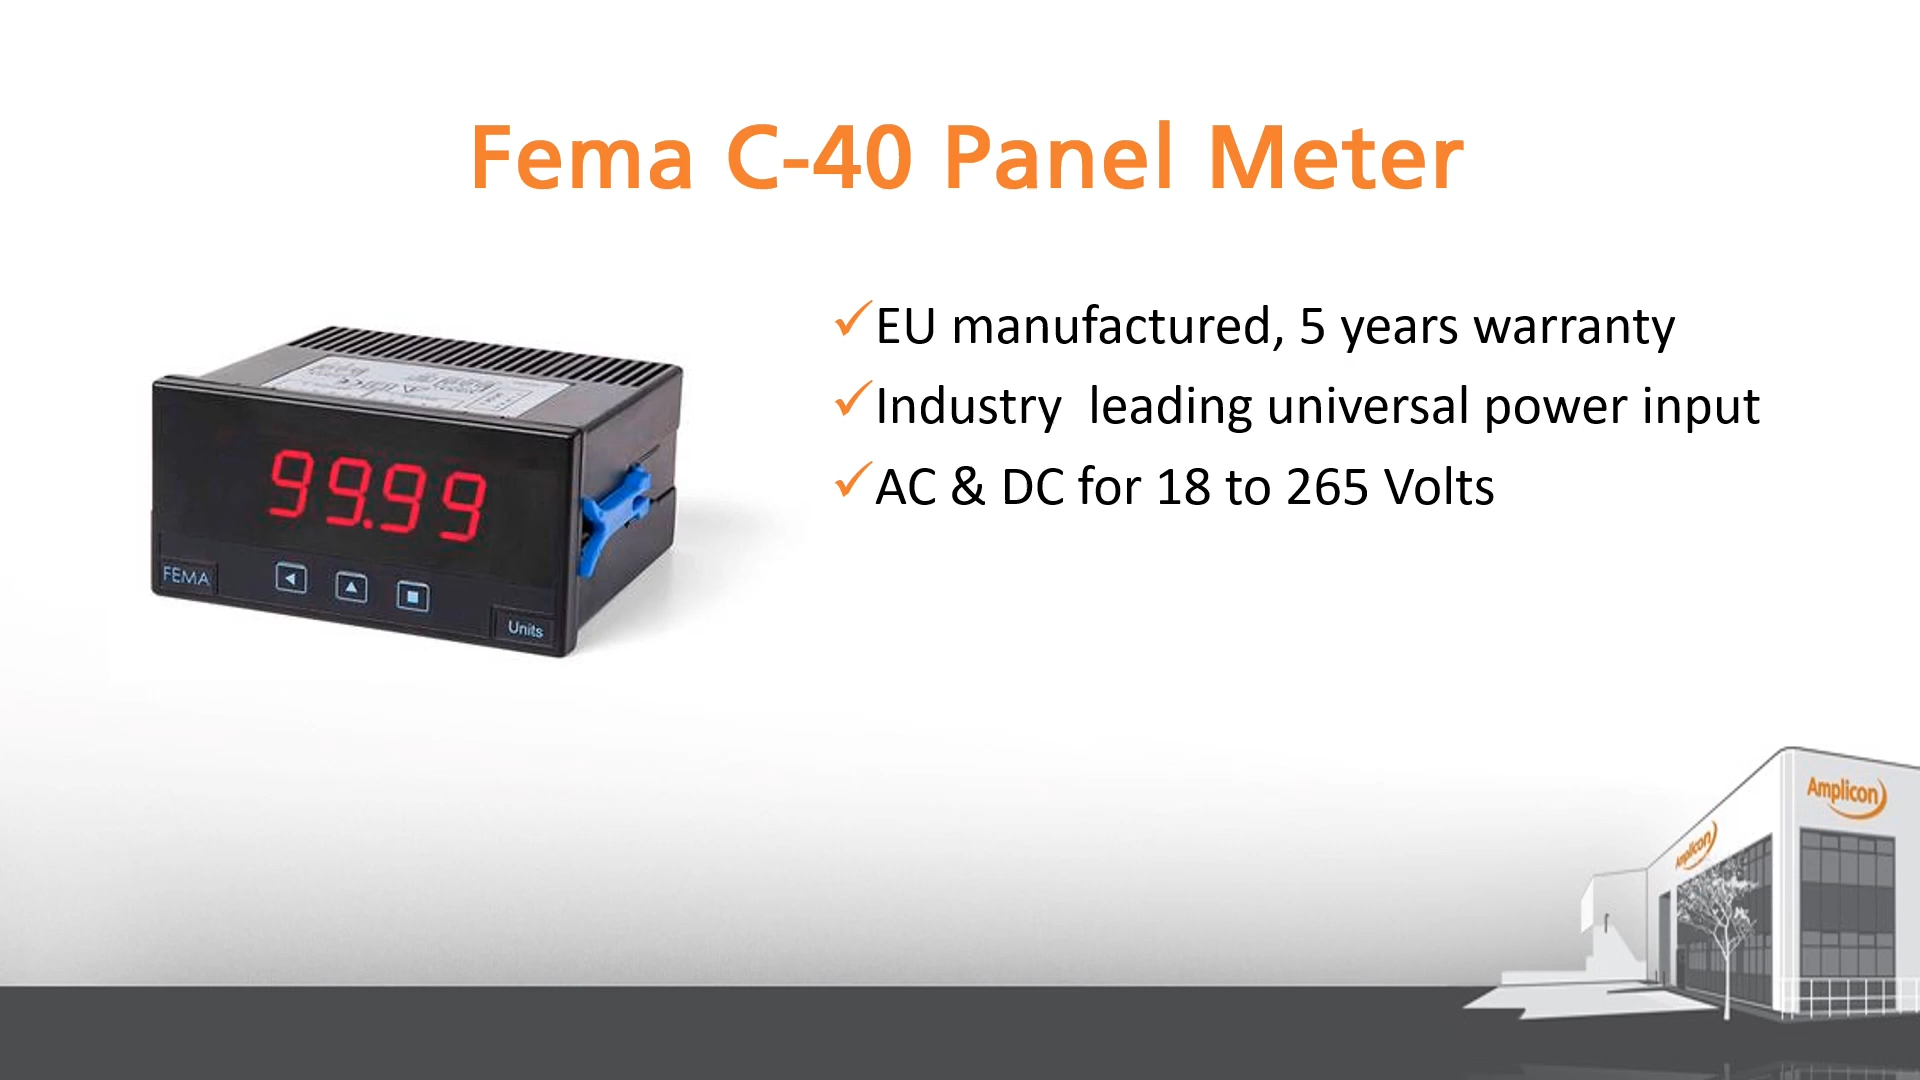 Fema C-40 Panel Meter
EU manufactured, 5 years warranty
Industry  leading universal power input
AC & DC for 18 to 265 Volts
99.99
FEMA
Units
Amplicon
Amplicon